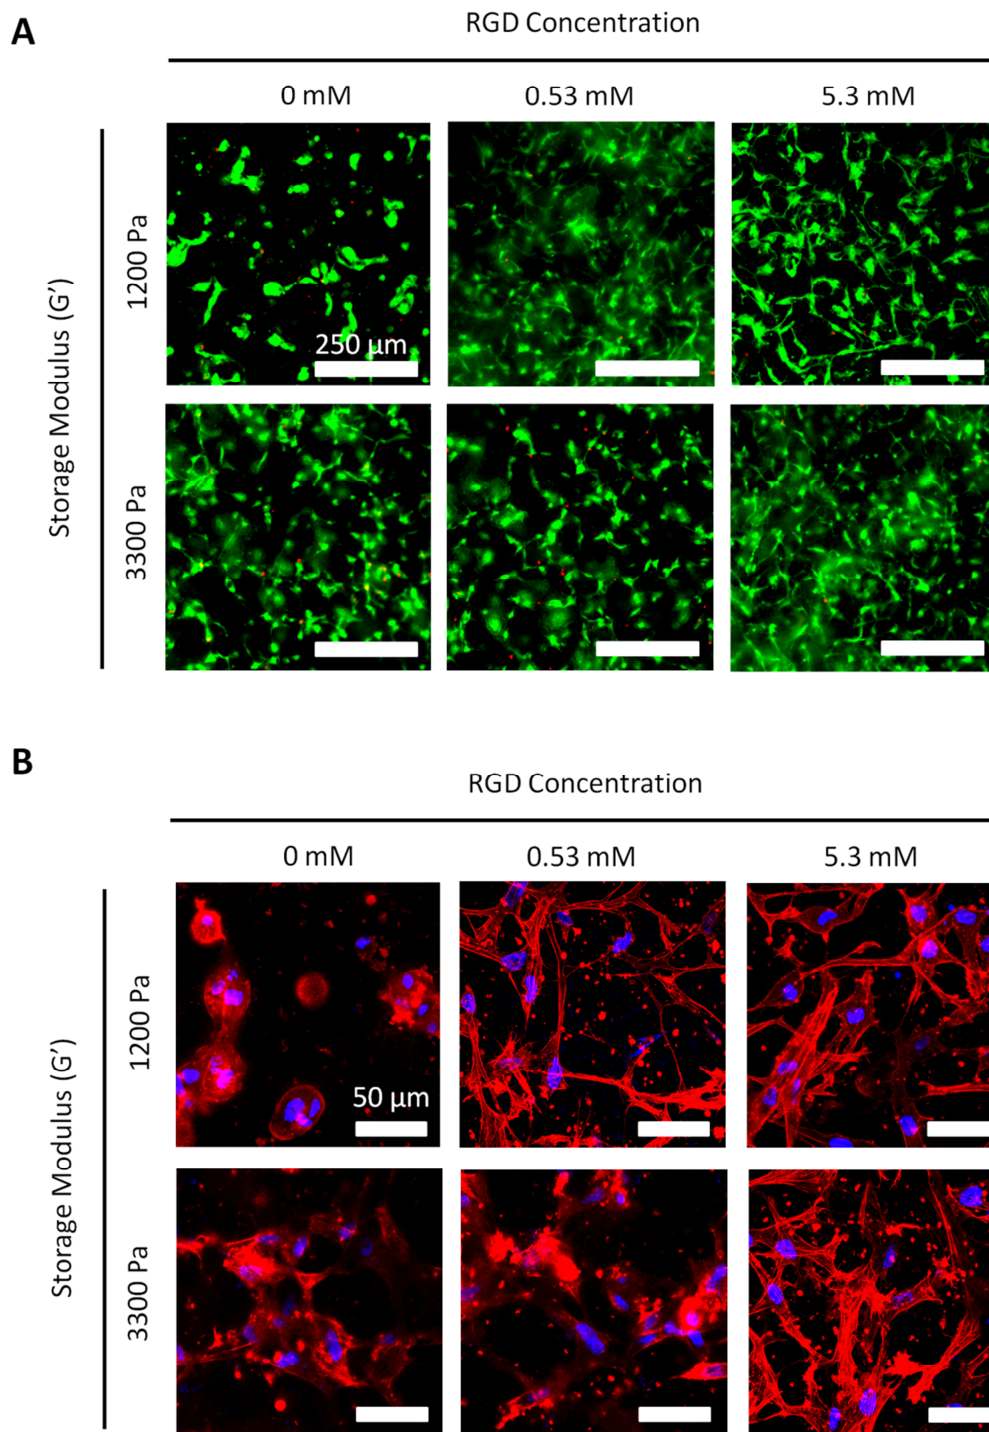 A
RGD Concentration
0 mM
0.53 mM
5.3 mM
Storage Modulus (G')
1200 Pa
250 µm
3300 Pa
B
RGD Concentration
0 mM
0.53 mM
5.3 mM
Storage Modulus (G')
1200 Pa
50 µm
3300 Pa